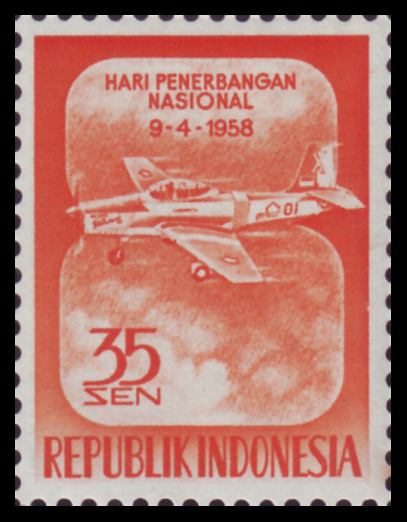 HARI PENERBANGAN
NASIONAL
9-4-1958
01
35
SEN
REPUBLIK INDONESIA